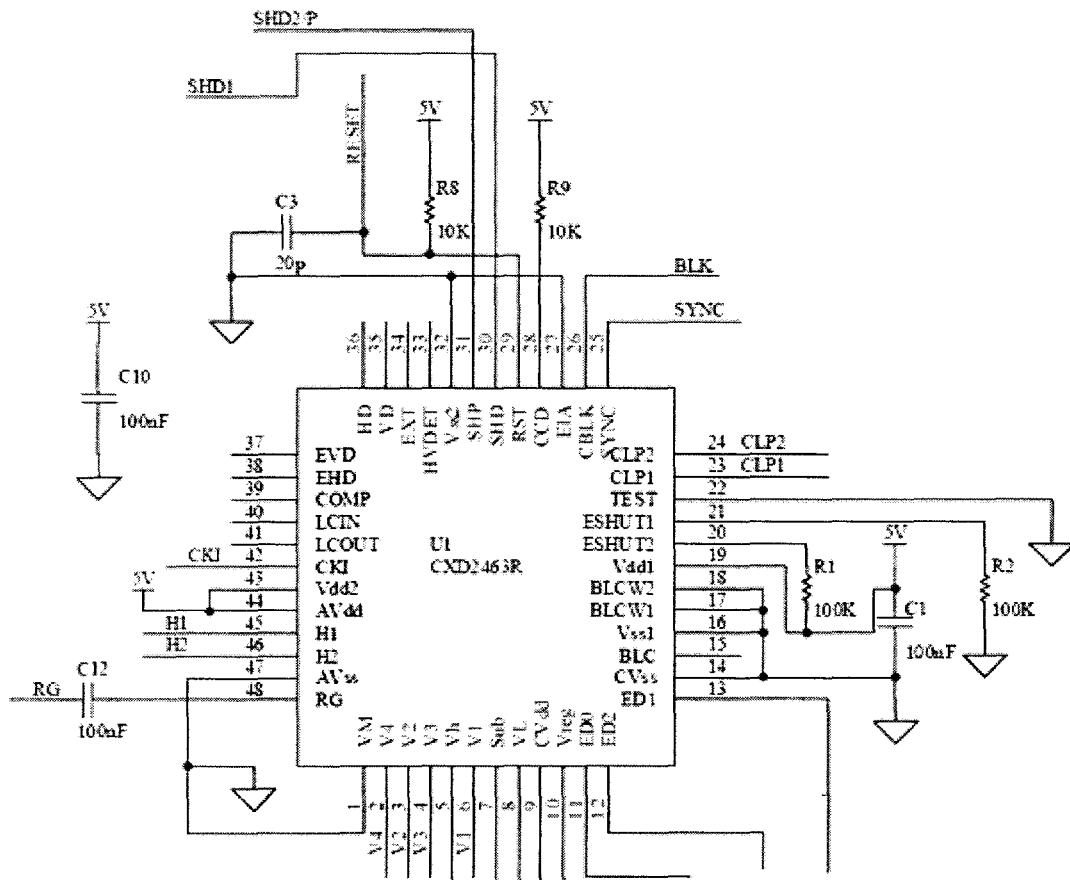 SHD2/P
SHD1
RESET
5V
5V
R8
10K
R9
10K
C3
20p
BLK
SYNC
5V
C10
100nF
36 35 34 33 32 31 30 29 28 27 26 25
HD VD EXT HVDET Vss2 SHP SHD RST CCD EIA CBLK SYNC
37 EVD
38 EHD
39 COMP
40 LCIN
41 LCOUT
CKI 42 CKI
5V
43 Vdd2
44 AVdd
H1 45 H1
H2 46 H2
47 AVss
RG C12 48 RG
100nF
U1
CXD2463R
CLP2 24 CLP2
CLP1 23 CLP1
TEST 22
ESHUT1 21
ESHUT2 20
Vdd1 19
BLCW2 18
BLCW1 17
Vss1 16
BLC 15
CVss 14
ED1 13
R1
100K
5V
C1
100nF
R2
100K
VM V4 V2 V3 Vh V1 Sub VL CVdd Vreg ED0 ED2
1 2 3 4 5 6 7 8 9 10 11 12
V4 V2 V3 V1